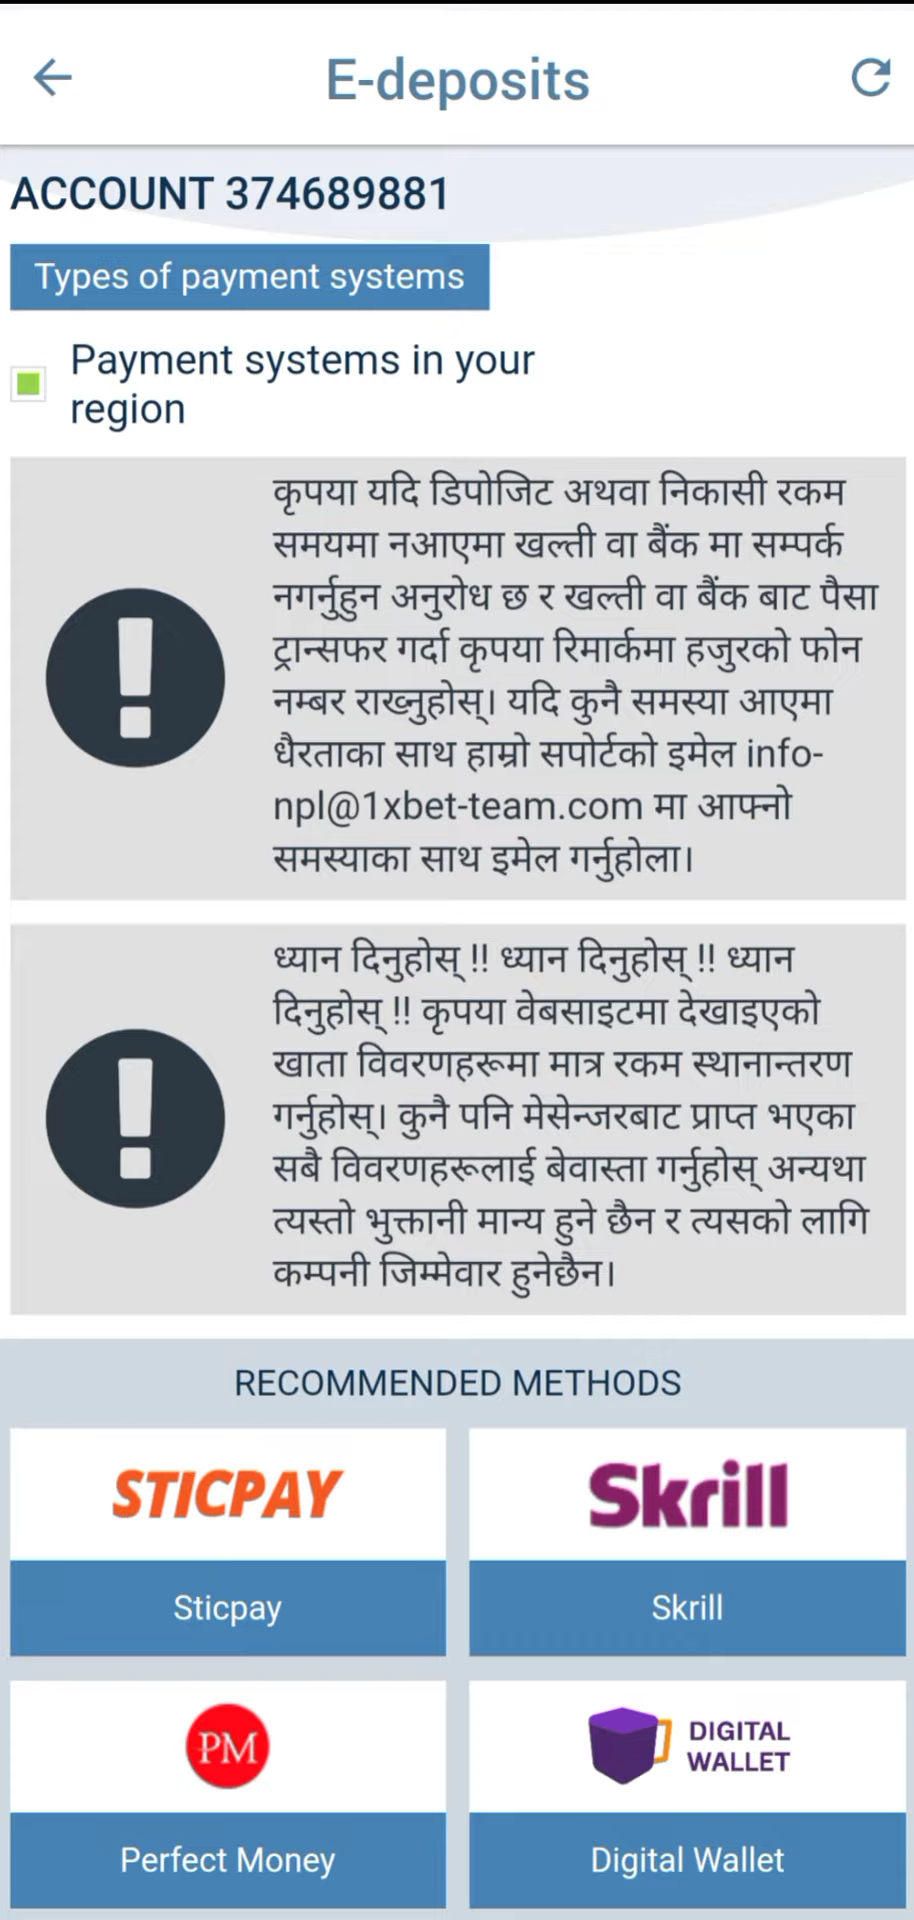 E-deposits
ACCOUNT 374689881
Types of payment systems
Payment systems in your
region
कृपया यदि डिपोजिट अथवा निकासी रकम
समयमा नआएमा खल्ती वा बैंक मा सम्पर्क
नगर्नुहुन अनुरोध छ र खल्ती वा बैंक बाट पैसा
ट्रान्सफर गर्दा कृपया रिमार्कमा हजुरको फोन
नम्बर राख्नुहोस्। यदि कुनै समस्या आएमा
धैरताका साथ हाम्रो सपोर्टको इमेल info-
npl@1xbet-team.com मा आफ्नो
समस्याका साथ इमेल गर्नुहोला।
ध्यान दिनुहोस् !! ध्यान दिनुहोस् !! ध्यान
दिनुहोस् !! कृपया वेबसाइटमा देखाइएको
खाता विवरणहरूमा मात्र रकम स्थानान्तरण
गर्नुहोस्। कुनै पनि मेसेन्जरबाट प्राप्त भएका
सबै विवरणहरूलाई बेवास्ता गर्नुहोस् अन्यथा
त्यस्तो भुक्तानी मान्य हुने छैन र त्यसको लागि
कम्पनी जिम्मेवार हुनेछैन।
RECOMMENDED METHODS
STICPAY
Skrill
Sticpay
Skrill
PM
DIGITAL
WALLET
Perfect Money
Digital Wallet